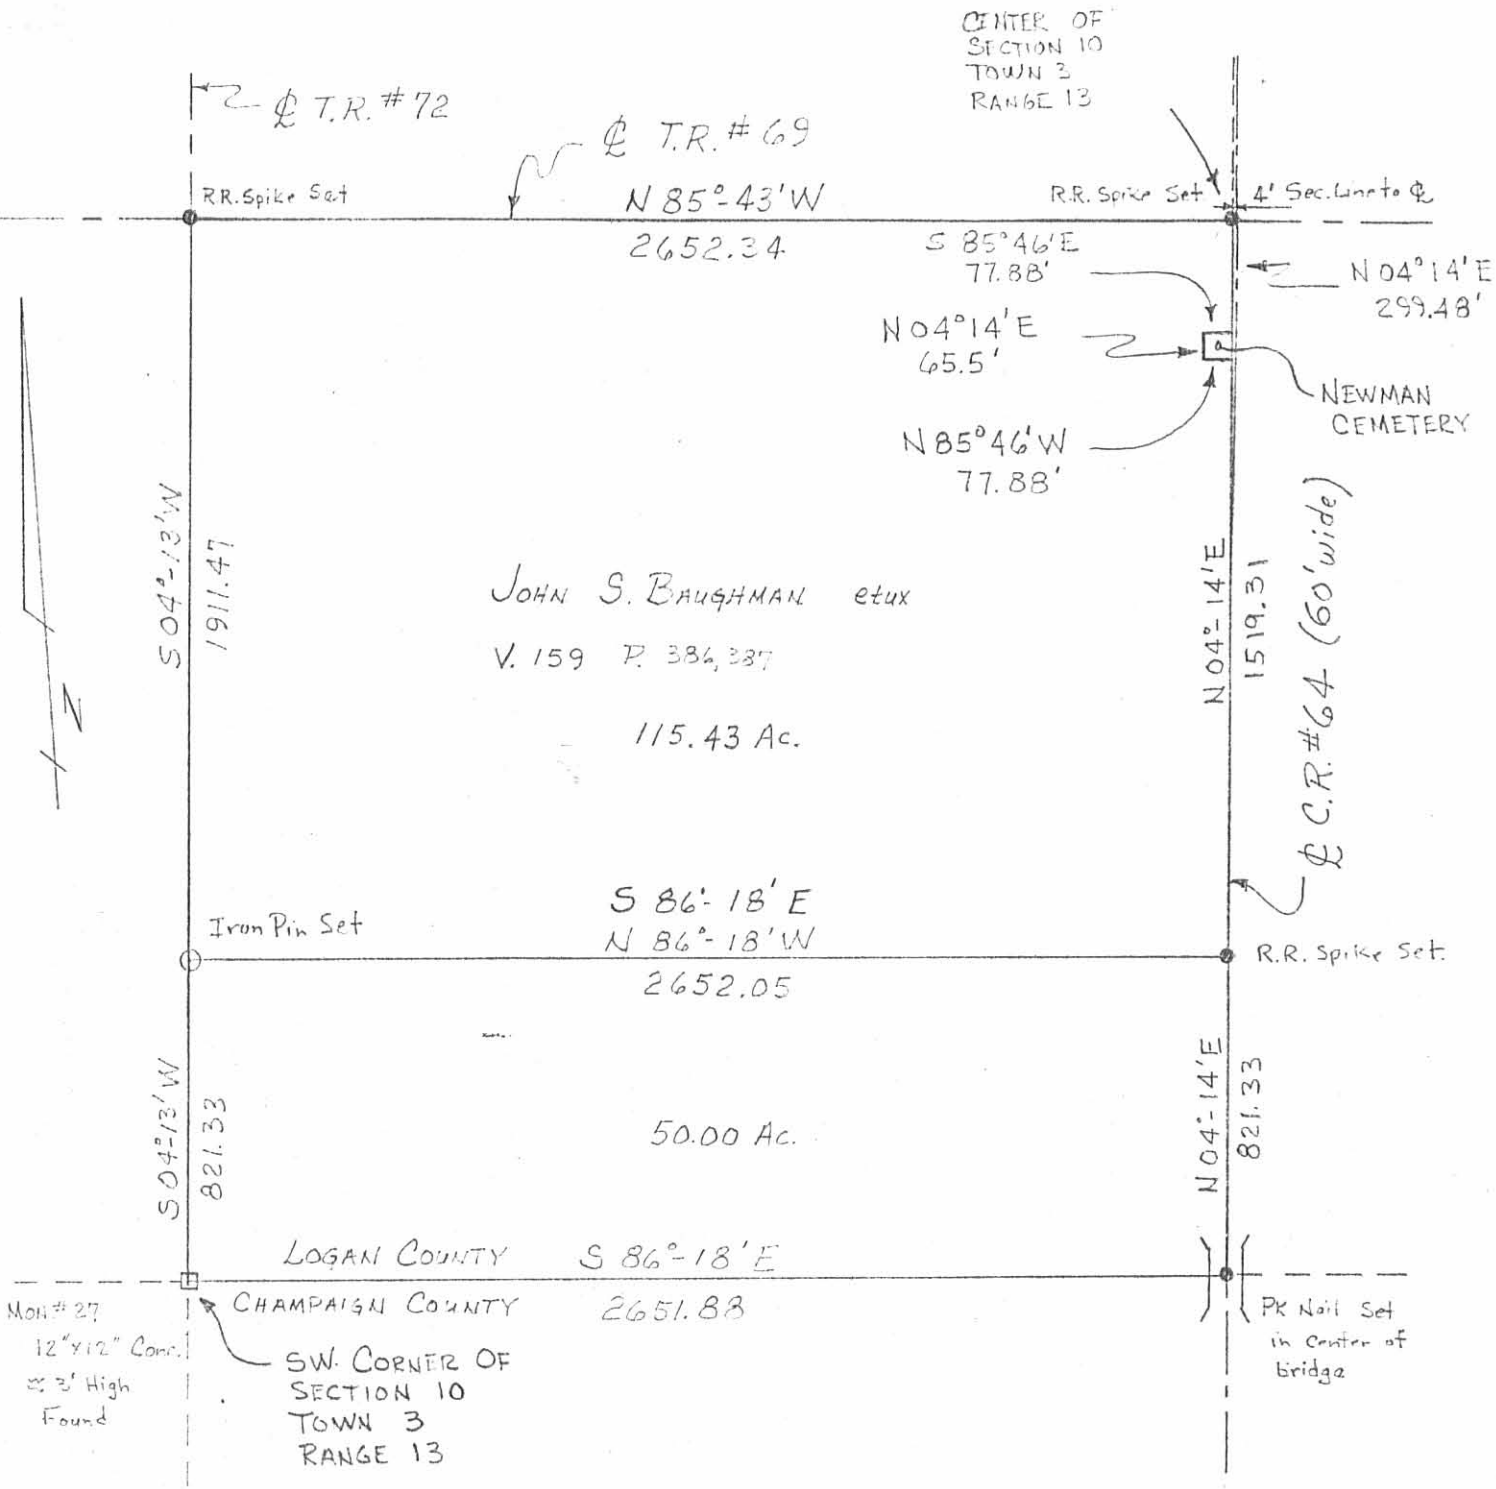 CENTER OF
SECTION 10
TOWN 3
RANGE 13
℄ T.R. # 72
℄ T.R. # 69
R.R. Spike Set
N 85°-43' W
2652.34
R.R. Spike Set
4' Sec. Line to ℄
S 85°46' E
77.88'
N 04°14' E
299.48'
N 04°14' E
65.5'
NEWMAN
CEMETERY
N 85°46' W
77.88'
S 04°-13' W
1911.47
N
JOHN S. BAUGHMAN etux
V. 159 P. 386,387
115.43 Ac.
N 04°-14' E
1519.31
℄ C.R. #64 (60' wide)
Iron Pin Set
S 86°-18' E
N 86°-18' W
2652.05
R.R. Spike Set.
S 04°-13' W
821.33
50.00 Ac.
N 04°-14' E
821.33
LOGAN COUNTY S 86°-18' E
CHAMPAIGN COUNTY 2651.88
MON # 27
12"x12" Conc.
≈ 3' High
Found
SW. CORNER OF
SECTION 10
TOWN 3
RANGE 13
PK Nail Set
in center of
bridge